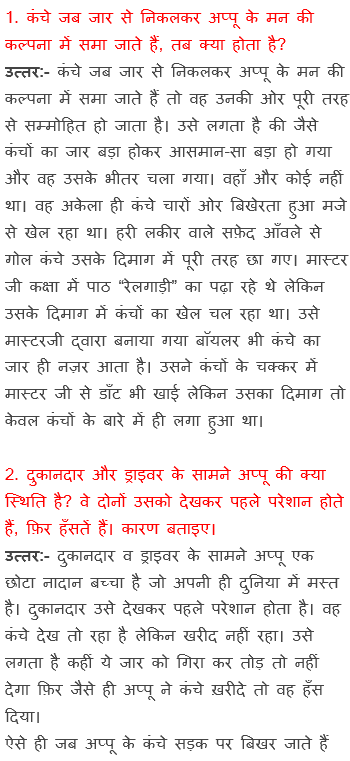 1. कंचे जब जार से निकलकर अप्पू के मन की
कल्पना में समा जाते हैं, तब क्या होता है?
उत्तर:- कंचे जब जार से निकलकर अप्पू के मन की
कल्पना में समा जाते हैं तो वह उनकी ओर पूरी तरह
से सम्मोहित हो जाता है। उसे लगता है की जैसे
कंचों का जार बड़ा होकर आसमान-सा बड़ा हो गया
और वह उसके भीतर चला गया। वहाँ और कोई नहीं
था। वह अकेला ही कंचे चारों ओर बिखेरता हुआ मजे
से खेल रहा था। हरी लकीर वाले सफ़ेद आँवले से
गोल कंचे उसके दिमाग में पूरी तरह छा गए। मास्टर
जी कक्षा में पाठ “रेलगाड़ी” का पढ़ा रहे थे लेकिन
उसके दिमाग में कंचों का खेल चल रहा था। उसे
मास्टरजी द्वारा बनाया गया बॉयलर भी कंचे का
जार ही नज़र आता है। उसने कंचों के चक्कर में
मास्टर जी से डाँट भी खाई लेकिन उसका दिमाग तो
केवल कंचों के बारे में ही लगा हुआ था।
2. दुकानदार और ड्राइवर के सामने अप्पू की क्या
स्थिति है? वे दोनों उसको देखकर पहले परेशान होते
हैं, फ़िर हँसतें हैं। कारण बताइए।
उत्तर:- दुकानदार व ड्राइवर के सामने अप्पू एक
छोटा नादान बच्चा है जो अपनी ही दुनिया में मस्त
है। दुकानदार उसे देखकर पहले परेशान होता है। वह
कंचे देख तो रहा है लेकिन खरीद नहीं रहा। उसे
लगता है कहीं ये जार को गिरा कर तोड़ तो नहीं
देगा फ़िर जैसे ही अप्पू ने कंचे ख़रीदे तो वह हँस
दिया।
ऐसे ही जब अप्पू के कंचे सड़क पर बिखर जाते हैं